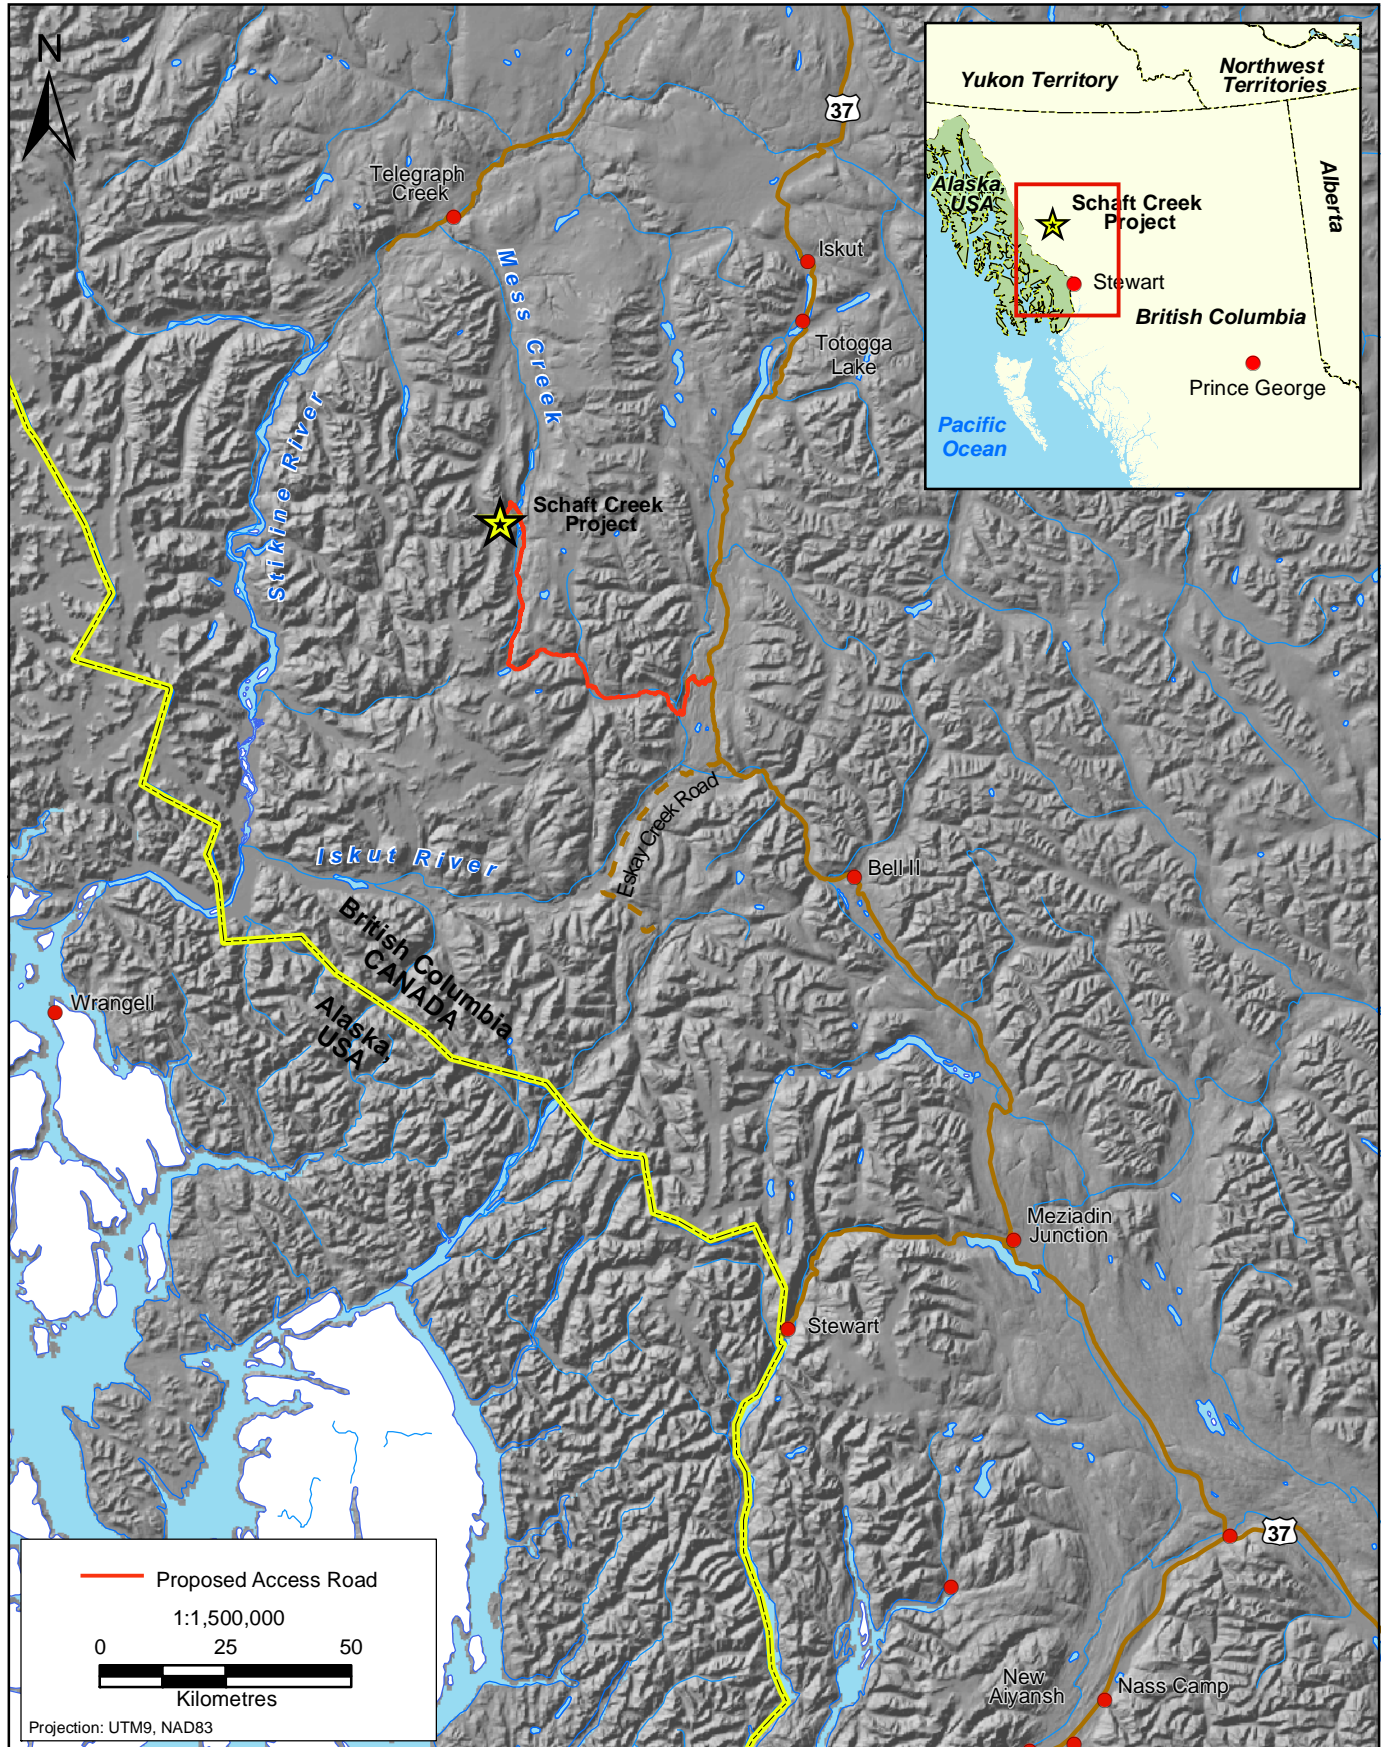 N
37
Telegraph
Creek
Iskut
Totogga
Lake
Mess Creek
Stikine River
Schaft Creek
Project
Eskay Creek Road
Bell II
Iskut River
British Columbia
CANADA
Alaska,
USA
Wrangell
Meziadin
Junction
Stewart
37
New
Aiyansh
Nass Camp
Yukon Territory
Northwest
Territories
Alaska,
USA
Schaft Creek
Project
Alberta
Stewart
British Columbia
Prince George
Pacific
Ocean
Proposed Access Road
1:1,500,000
0 25 50
Kilometres
Projection: UTM9, NAD83